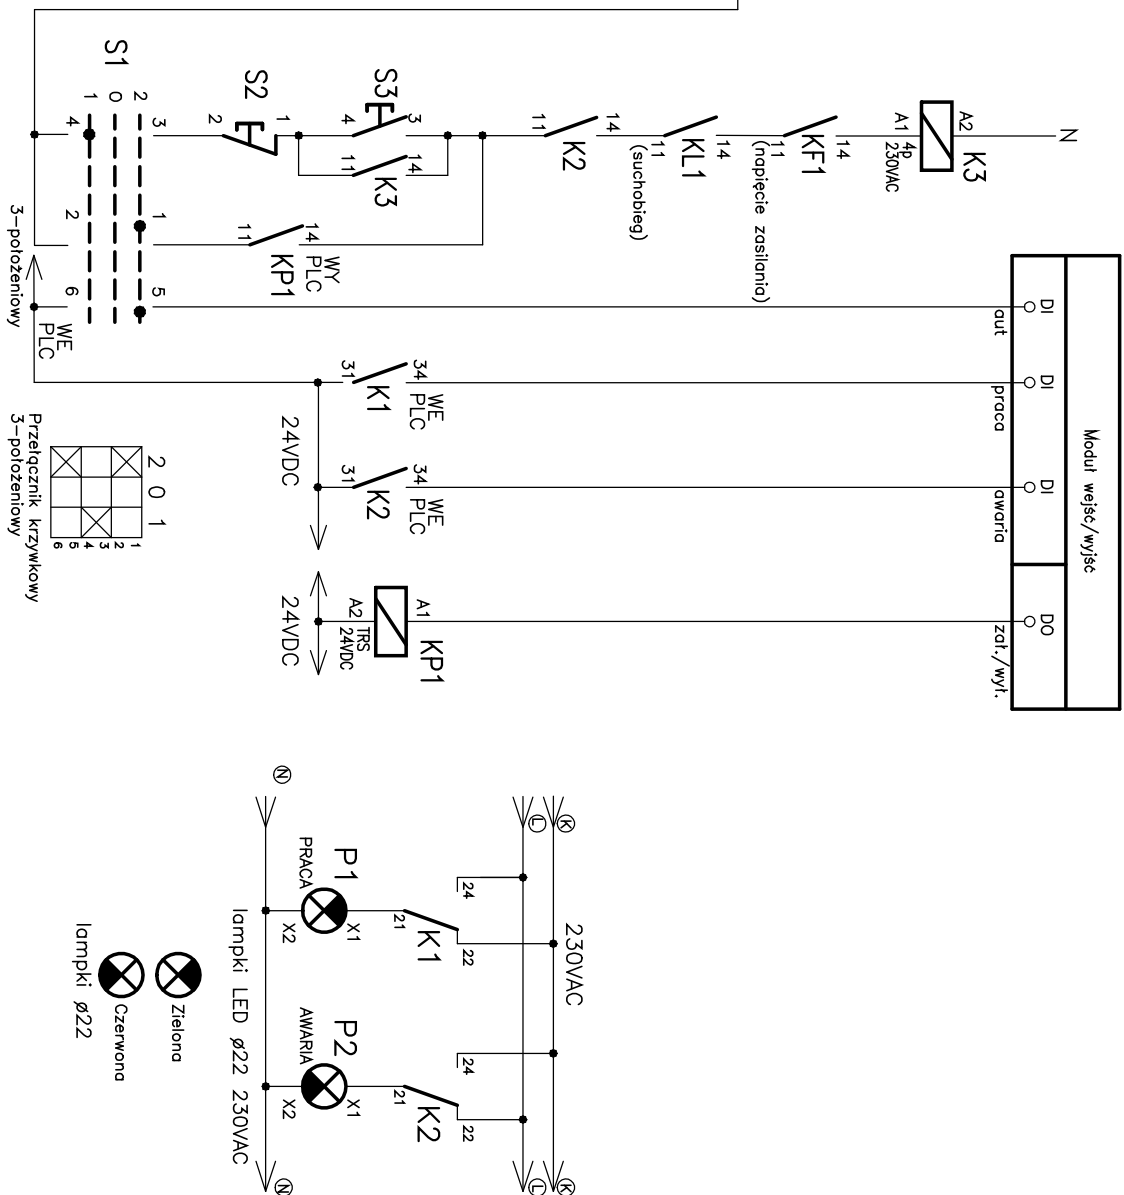 S1
1
0
2
4
3
2
1
6
5
3-położeniowy
WE
PLC
S2
2
1
S3
4
3
11
14
K3
11
14
KP1
WY
PLC
11
14
K2
11
14
KL1
(suchobieg)
11
14
KF1
(napięcie zasilania)
A1
A2
4p
230VAC
K3
N
Moduł wejść/wyjść
DI
aut
DI
praca
DI
awaria
DO
zał./wył.
31
34
K1
WE
PLC
24VDC
31
34
K2
WE
PLC
24VDC
A2
A1
TRS
24VDC
KP1
2 0 1
1
2
3
4
5
6
Przełącznik krzywkowy
3-położeniowy
N
L
K
230VAC
24
22
21
K1
P1
PRACA
X1
X2
24
22
21
K2
P2
AWARIA
X1
X2
lampki LED ø22 230VAC
N
L
K
Zielona
Czerwona
lampki ø22